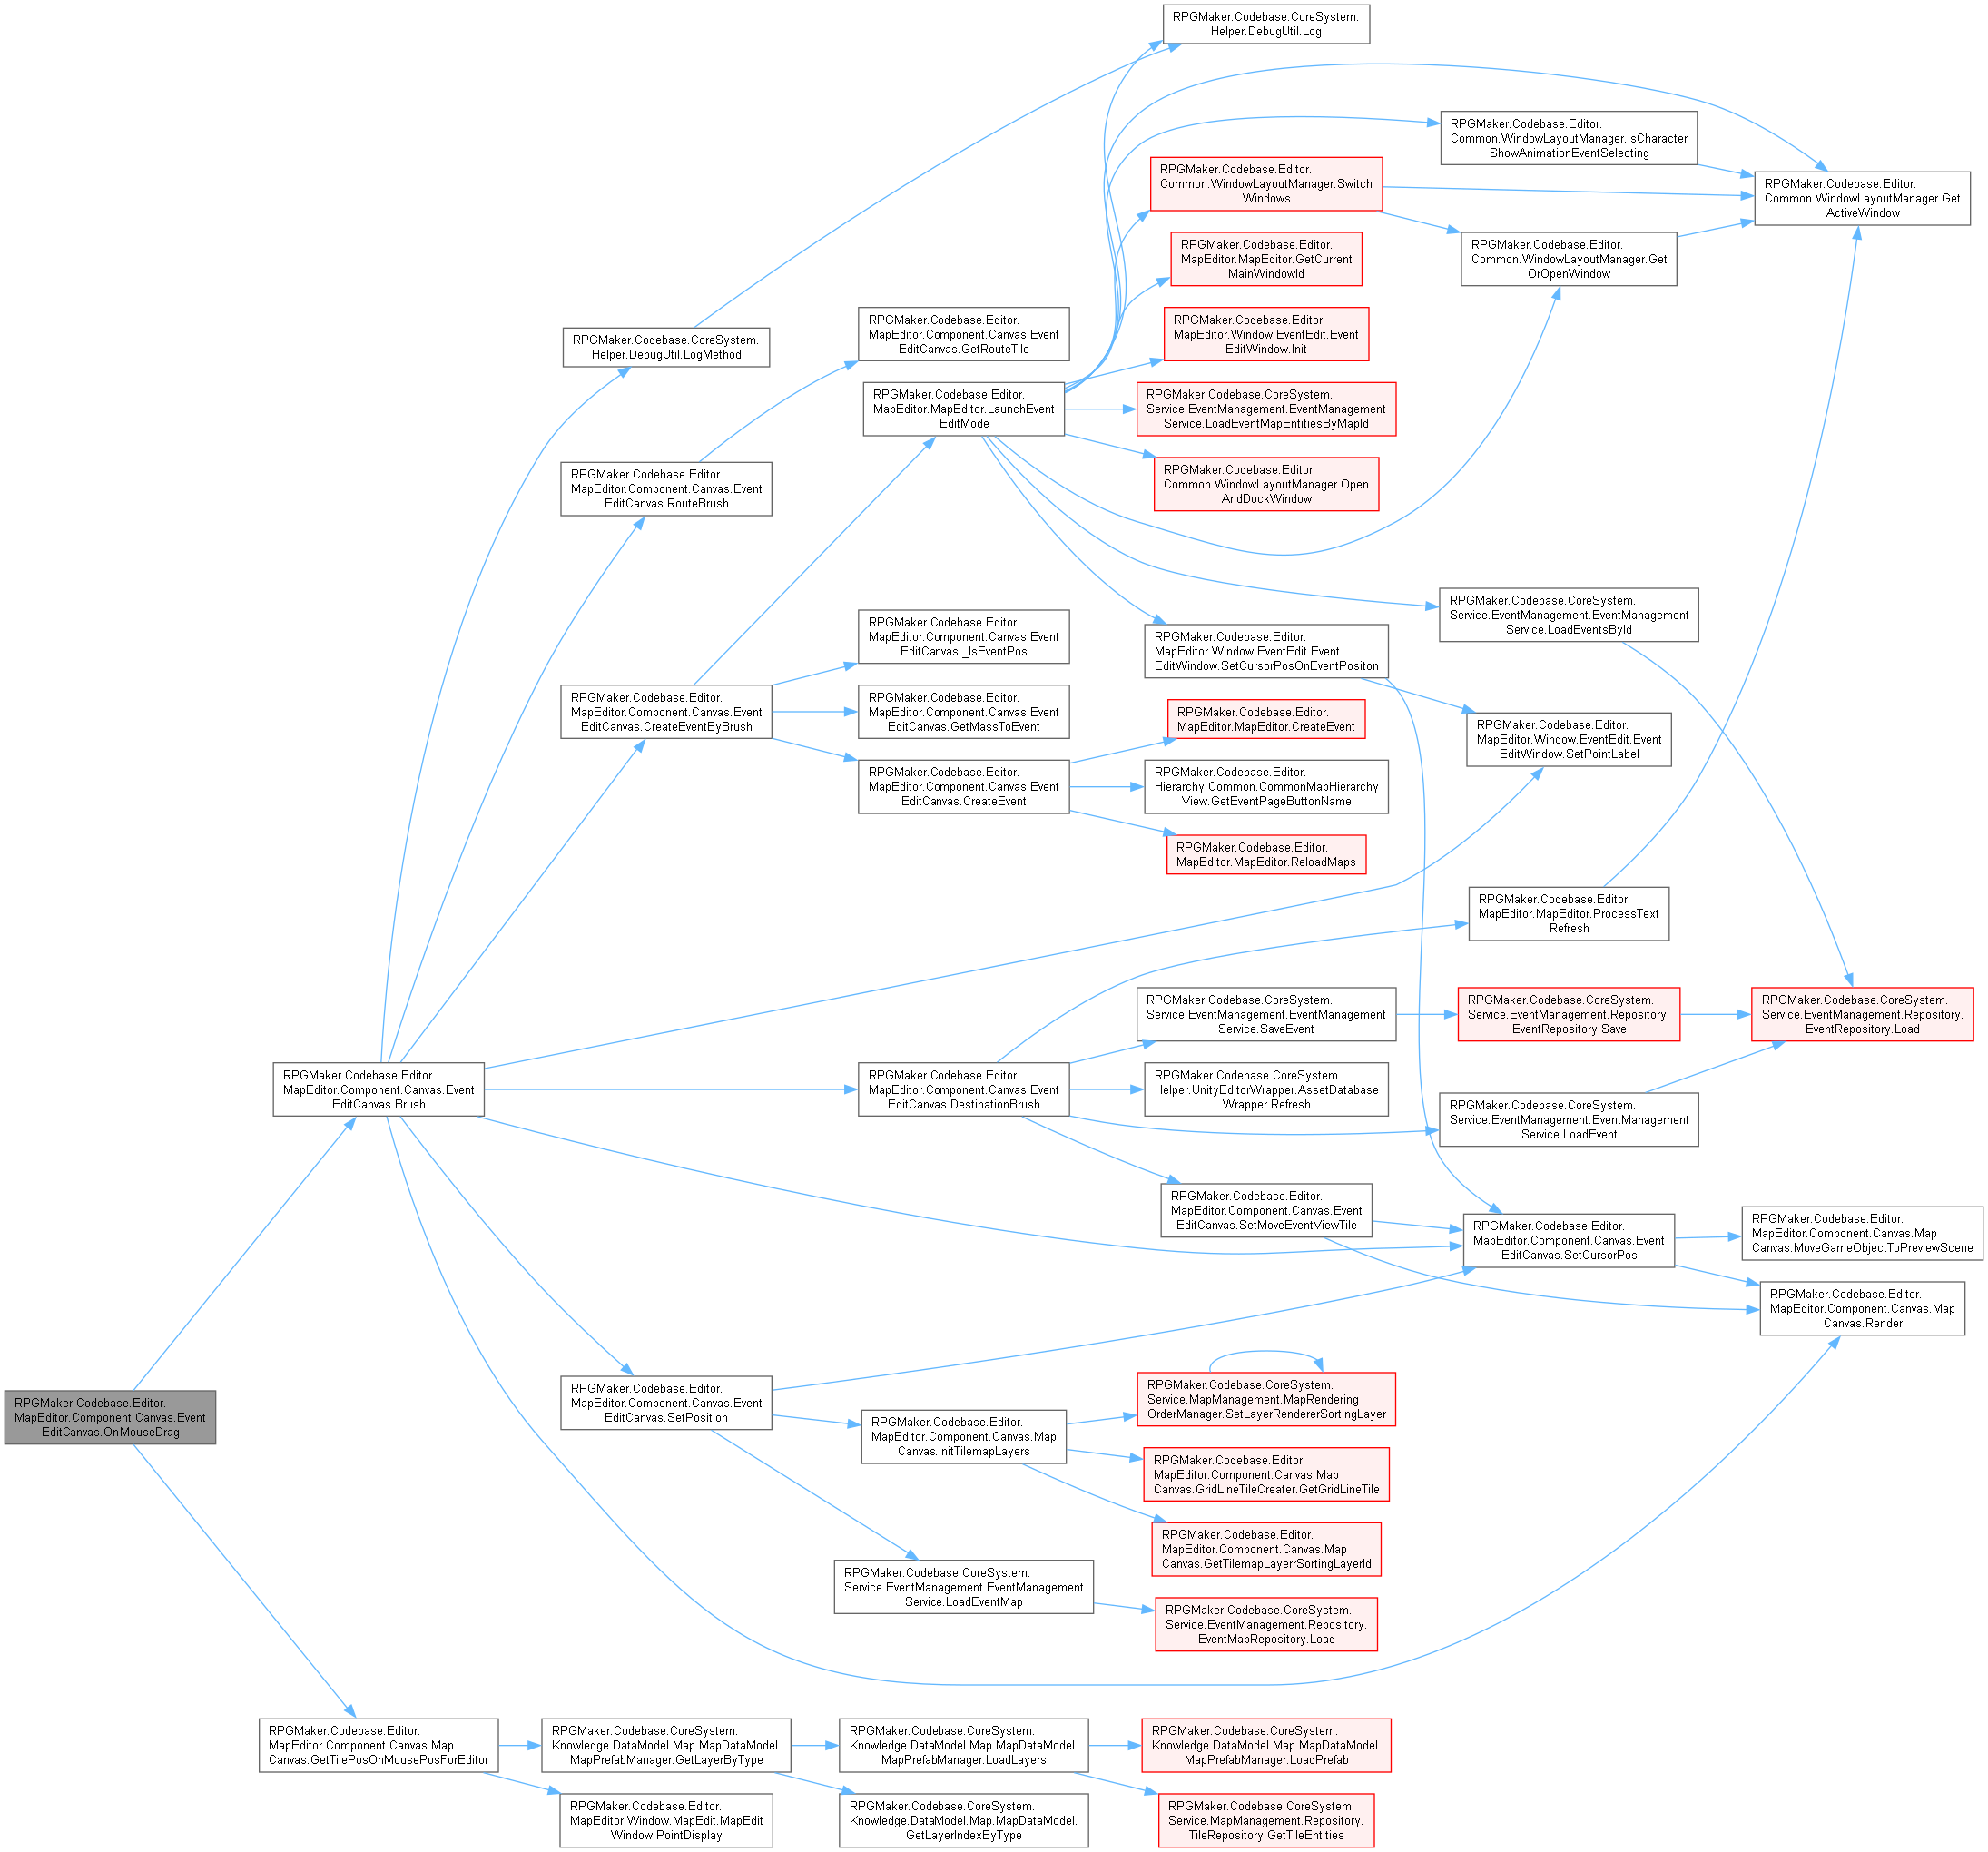 RPGMaker.Codebase.Editor.
MapEditor.Component.Canvas.Event
EditCanvas.OnMouseDrag
RPGMaker.Codebase.Editor.
MapEditor.Component.Canvas.Event
EditCanvas.Brush
RPGMaker.Codebase.Editor.
MapEditor.Component.Canvas.Map
Canvas.GetTilePosOnMousePosForEditor
RPGMaker.Codebase.CoreSystem.
Helper.DebugUtil.LogMethod
RPGMaker.Codebase.Editor.
MapEditor.Component.Canvas.Event
EditCanvas.RouteBrush
RPGMaker.Codebase.Editor.
MapEditor.Component.Canvas.Event
EditCanvas.CreateEventByBrush
RPGMaker.Codebase.Editor.
MapEditor.Component.Canvas.Event
EditCanvas.SetPosition
RPGMaker.Codebase.CoreSystem.
Knowledge.DataModel.Map.MapDataModel.
MapPrefabManager.GetLayerByType
RPGMaker.Codebase.Editor.
MapEditor.Window.MapEdit.MapEdit
Window.PointDisplay
RPGMaker.Codebase.Editor.
MapEditor.Component.Canvas.Event
EditCanvas.GetRouteTile
RPGMaker.Codebase.Editor.
MapEditor.MapEditor.LaunchEvent
EditMode
RPGMaker.Codebase.Editor.
MapEditor.Component.Canvas.Event
EditCanvas._IsEventPos
RPGMaker.Codebase.Editor.
MapEditor.Component.Canvas.Event
EditCanvas.GetMassToEvent
RPGMaker.Codebase.Editor.
MapEditor.Component.Canvas.Event
EditCanvas.CreateEvent
RPGMaker.Codebase.Editor.
MapEditor.Component.Canvas.Event
EditCanvas.DestinationBrush
RPGMaker.Codebase.Editor.
MapEditor.Component.Canvas.Map
Canvas.InitTilemapLayers
RPGMaker.Codebase.CoreSystem.
Service.EventManagement.EventManagement
Service.LoadEventMap
RPGMaker.Codebase.CoreSystem.
Knowledge.DataModel.Map.MapDataModel.
MapPrefabManager.LoadLayers
RPGMaker.Codebase.CoreSystem.
Knowledge.DataModel.Map.MapDataModel.
GetLayerIndexByType
RPGMaker.Codebase.CoreSystem.
Helper.DebugUtil.Log
RPGMaker.Codebase.Editor.
Common.WindowLayoutManager.Switch
Windows
RPGMaker.Codebase.Editor.
MapEditor.MapEditor.GetCurrent
MainWindowId
RPGMaker.Codebase.Editor.
MapEditor.Window.EventEdit.Event
EditWindow.Init
RPGMaker.Codebase.CoreSystem.
Service.EventManagement.EventManagement
Service.LoadEventMapEntitiesByMapId
RPGMaker.Codebase.Editor.
Common.WindowLayoutManager.Open
AndDockWindow
RPGMaker.Codebase.Editor.
MapEditor.Window.EventEdit.Event
EditWindow.SetCursorPosOnEventPositon
RPGMaker.Codebase.Editor.
MapEditor.MapEditor.CreateEvent
RPGMaker.Codebase.Editor.
Hierarchy.Common.CommonMapHierarchy
View.GetEventPageButtonName
RPGMaker.Codebase.Editor.
MapEditor.MapEditor.ReloadMaps
RPGMaker.Codebase.CoreSystem.
Service.EventManagement.EventManagement
Service.SaveEvent
RPGMaker.Codebase.CoreSystem.
Helper.UnityEditorWrapper.AssetDatabase
Wrapper.Refresh
RPGMaker.Codebase.Editor.
MapEditor.Component.Canvas.Event
EditCanvas.SetMoveEventViewTile
RPGMaker.Codebase.CoreSystem.
Service.MapManagement.MapRendering
OrderManager.SetLayerRendererSortingLayer
RPGMaker.Codebase.Editor.
MapEditor.Component.Canvas.Map
Canvas.GridLineTileCreater.GetGridLineTile
RPGMaker.Codebase.Editor.
MapEditor.Component.Canvas.Map
Canvas.GetTilemapLayerrSortingLayerId
RPGMaker.Codebase.CoreSystem.
Service.EventManagement.Repository.
EventMapRepository.Load
RPGMaker.Codebase.CoreSystem.
Knowledge.DataModel.Map.MapDataModel.
MapPrefabManager.LoadPrefab
RPGMaker.Codebase.CoreSystem.
Service.MapManagement.Repository.
TileRepository.GetTileEntities
RPGMaker.Codebase.Editor.
Common.WindowLayoutManager.IsCharacter
ShowAnimationEventSelecting
RPGMaker.Codebase.Editor.
Common.WindowLayoutManager.Get
OrOpenWindow
RPGMaker.Codebase.CoreSystem.
Service.EventManagement.EventManagement
Service.LoadEventsById
RPGMaker.Codebase.Editor.
MapEditor.Window.EventEdit.Event
EditWindow.SetPointLabel
RPGMaker.Codebase.Editor.
MapEditor.MapEditor.ProcessText
Refresh
RPGMaker.Codebase.CoreSystem.
Service.EventManagement.Repository.
EventRepository.Save
RPGMaker.Codebase.CoreSystem.
Service.EventManagement.EventManagement
Service.LoadEvent
RPGMaker.Codebase.Editor.
MapEditor.Component.Canvas.Event
EditCanvas.SetCursorPos
RPGMaker.Codebase.Editor.
Common.WindowLayoutManager.Get
ActiveWindow
RPGMaker.Codebase.CoreSystem.
Service.EventManagement.Repository.
EventRepository.Load
RPGMaker.Codebase.Editor.
MapEditor.Component.Canvas.Map
Canvas.MoveGameObjectToPreviewScene
RPGMaker.Codebase.Editor.
MapEditor.Component.Canvas.Map
Canvas.Render